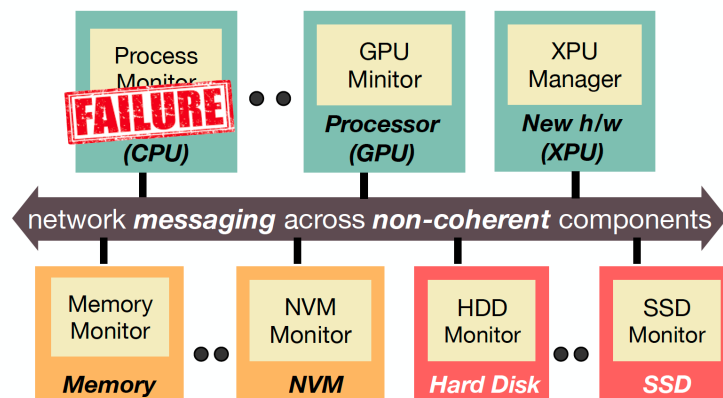 Process
Monitor
FAILURE
(CPU)
GPU
Minitor
Processor
(GPU)
XPU
Manager
New h/w
(XPU)
network messaging across non-coherent components
Memory
Monitor
Memory
NVM
Monitor
NVM
HDD
Monitor
Hard Disk
SSD
Monitor
SSD